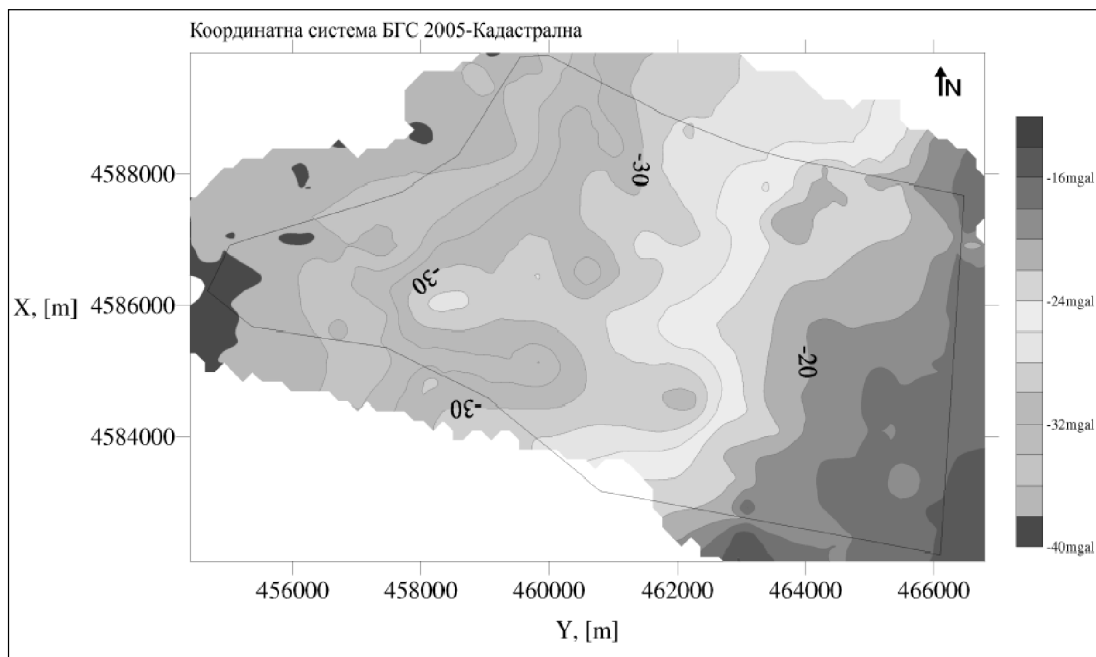 Координатна система БГС 2005-Кадастрална
N
4588000
4586000
4584000
X, [m]
-30
-30
-30
-20
-16mgal
-24mgal
-32mgal
-40mgal
456000
458000
460000
462000
464000
466000
Y, [m]